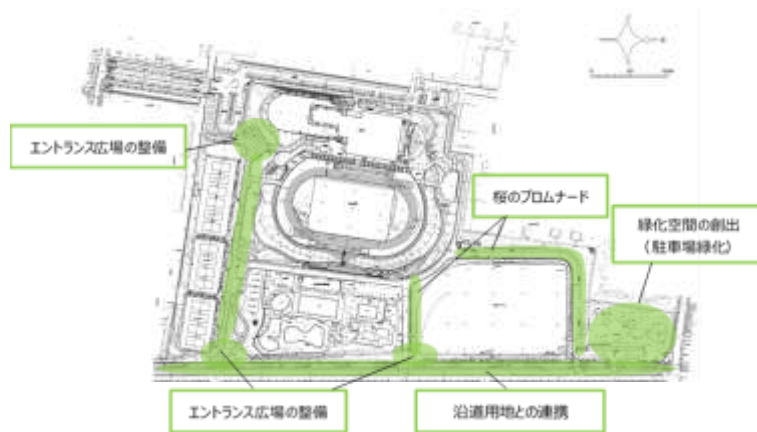 エントランス広場の整備
桜のプロムナード
緑化空間の創出
（駐車場緑化）
エントランス広場の整備
沿道用地との連携